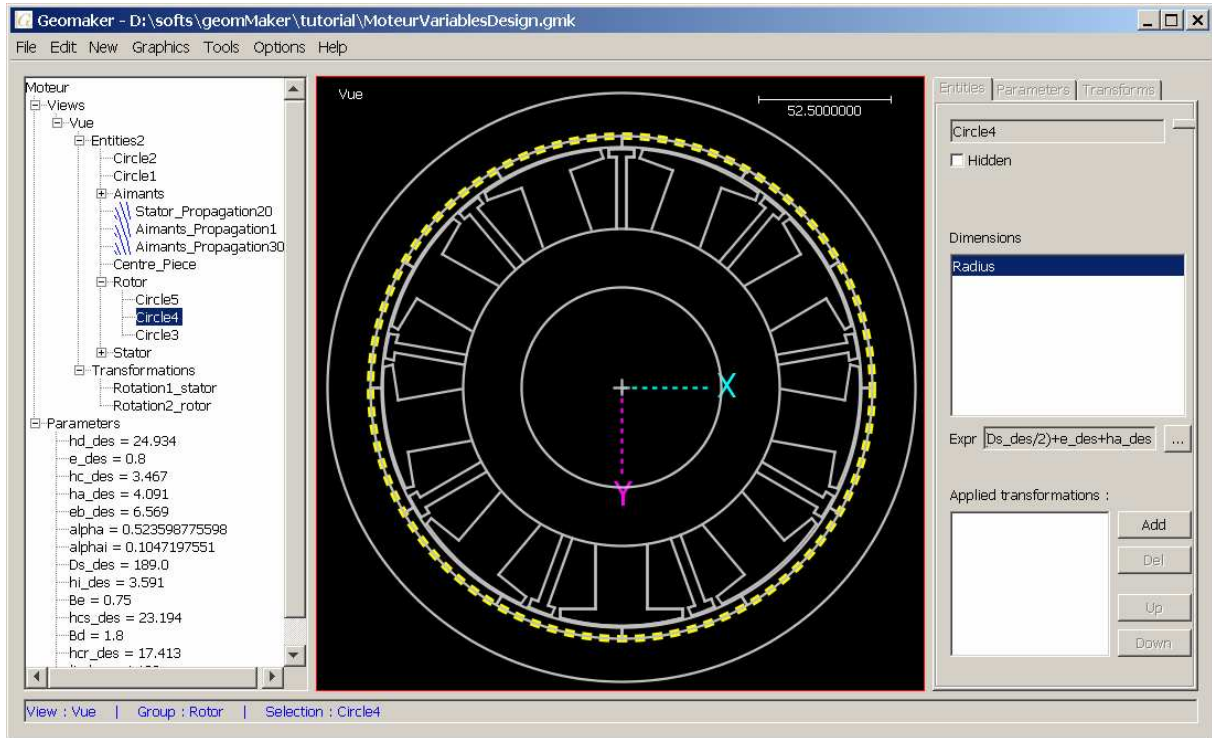 Geomaker - D:\softs\geomMaker\tutorial\MoteurVariablesDesign.gmk
File Edit New Graphics Tools Options Help
Moteur
Views
Vue
Entities2
Circle2
Circle1
Aimants
Stator_Propagation20
Aimants_Propagation1
Aimants_Propagation30
Centre_Piece
Rotor
Circle5
Circle4
Circle3
Stator
Transformations
Rotation1_stator
Rotation2_rotor
Parameters
hd_des = 24.934
e_des = 0.8
hc_des = 3.467
ha_des = 4.091
eb_des = 6.569
alpha = 0.523598775598
alphai = 0.1047197551
Ds_des = 189.0
hi_des = 3.591
Be = 0.75
hcs_des = 23.194
Bd = 1.8
hcr_des = 17.413
Vue
52.5000000
X
Y
Entities Parameters Transforms
Circle4
Hidden
Dimensions
Radius
Expr Ds_des/2)+e_des+ha_des ...
Applied transformations :
Add
Del
Up
Down
View : Vue | Group : Rotor | Selection : Circle4